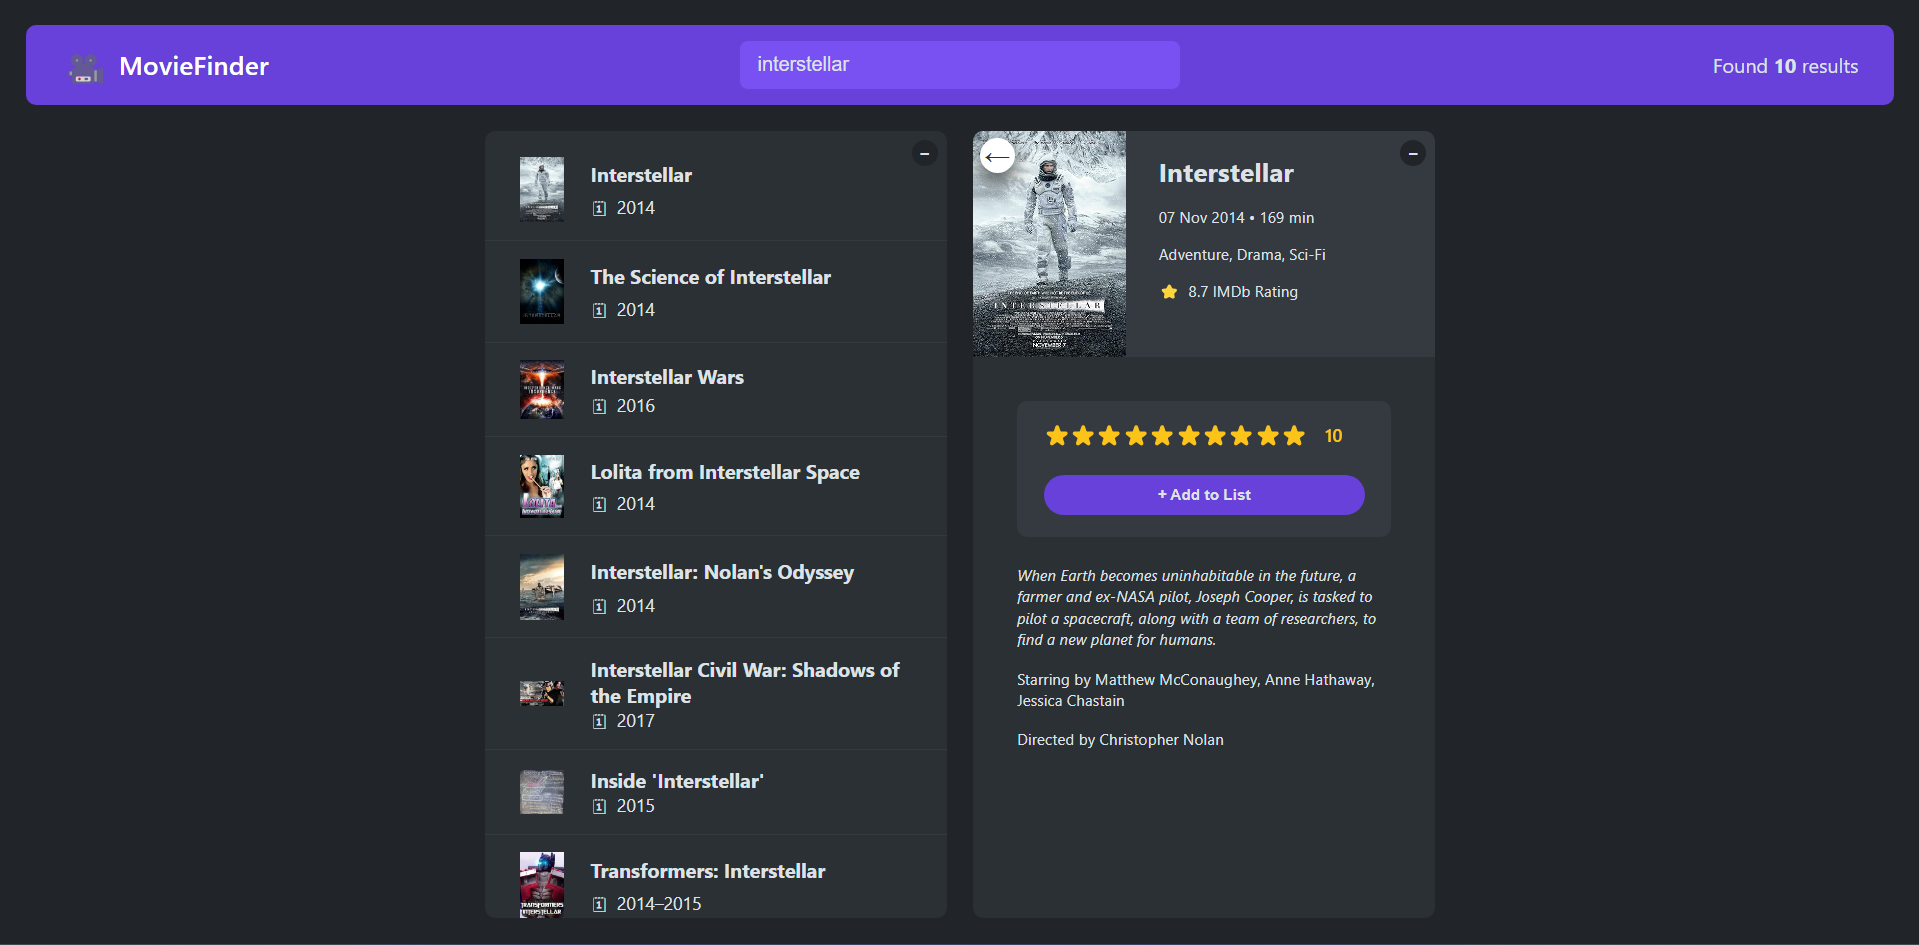 MovieFinder
interstellar
Found 10 results
Interstellar
2014
The Science of Interstellar
2014
Interstellar Wars
2016
Lolita from Interstellar Space
2014
Interstellar: Nolan's Odyssey
2014
Interstellar Civil War: Shadows of
the Empire
2017
Inside 'Interstellar'
2015
TRANSFORMERS
INTERSTELLAR
Transformers: Interstellar
2014–2015
←
INTERSTELLAR
NOVEMBER 7
Interstellar
07 Nov 2014 • 169 min
Adventure, Drama, Sci-Fi
8.7 IMDb Rating
10
+ Add to List
When Earth becomes uninhabitable in the future, a
farmer and ex-NASA pilot, Joseph Cooper, is tasked to
pilot a spacecraft, along with a team of researchers, to
find a new planet for humans.
Starring by Matthew McConaughey, Anne Hathaway,
Jessica Chastain
Directed by Christopher Nolan